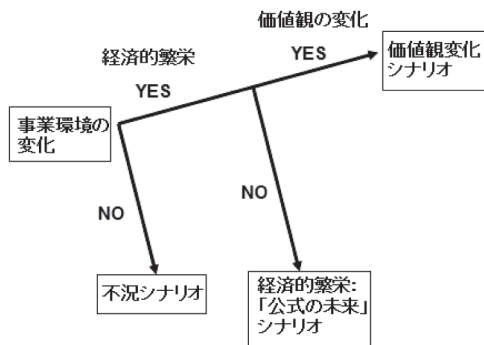 価値観の変化
経済的繁栄
YES
YES
価値観変化
シナリオ
事業環境の
変化
NO
NO
不況シナリオ
経済的繁栄:
「公式の未来」
シナリオ